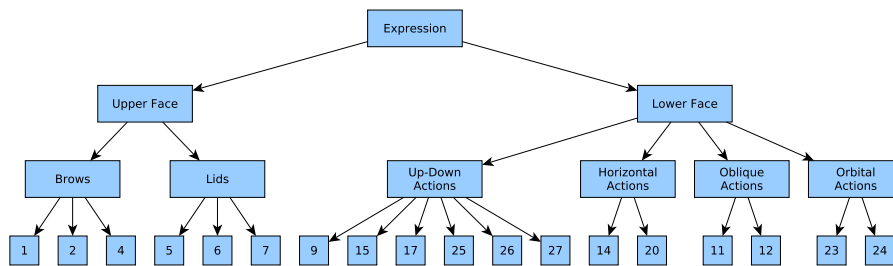 Expression
Upper Face
Lower Face
Brows
Lids
Up-Down
Actions
Horizontal
Actions
Oblique
Actions
Orbital
Actions
1
2
4
5
6
7
9
15
17
25
26
27
14
20
11
12
23
24